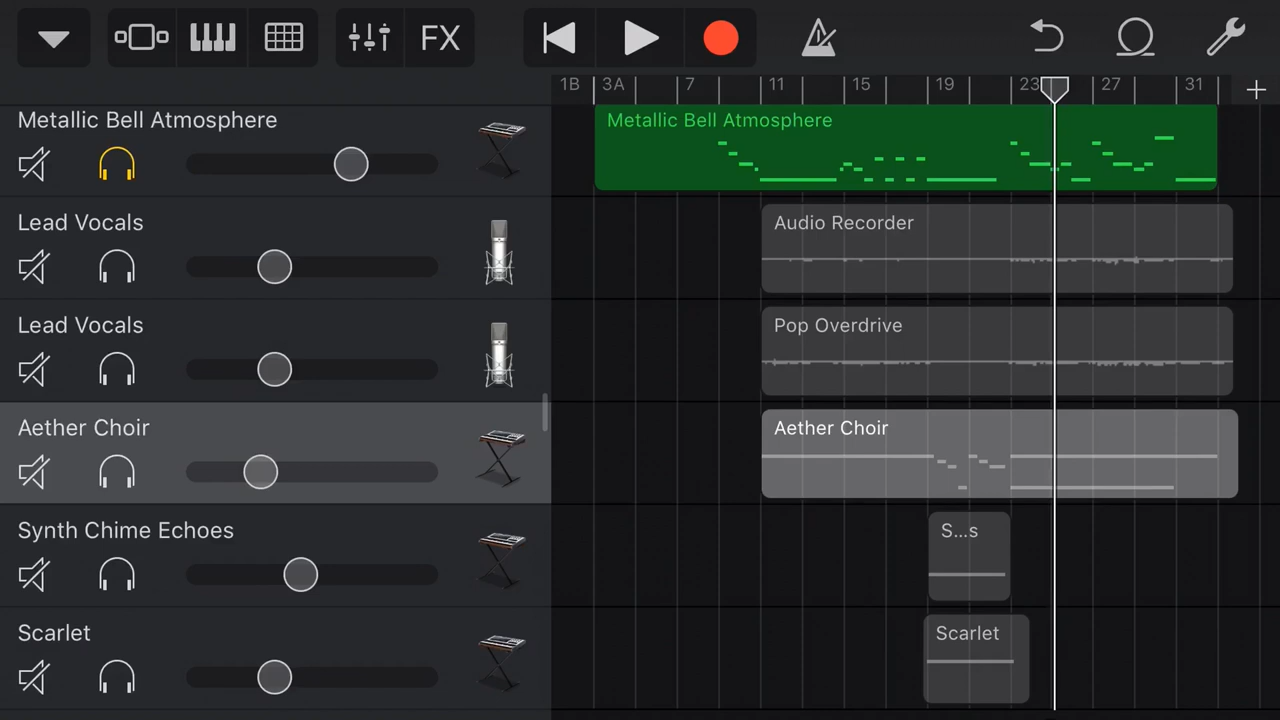 FX
1B 3A 7 11 15 19 23 27 31 +
Metallic Bell Atmosphere
Metallic Bell Atmosphere
Lead Vocals
Audio Recorder
Lead Vocals
Pop Overdrive
Aether Choir
Aether Choir
Synth Chime Echoes
S...s
Scarlet
Scarlet